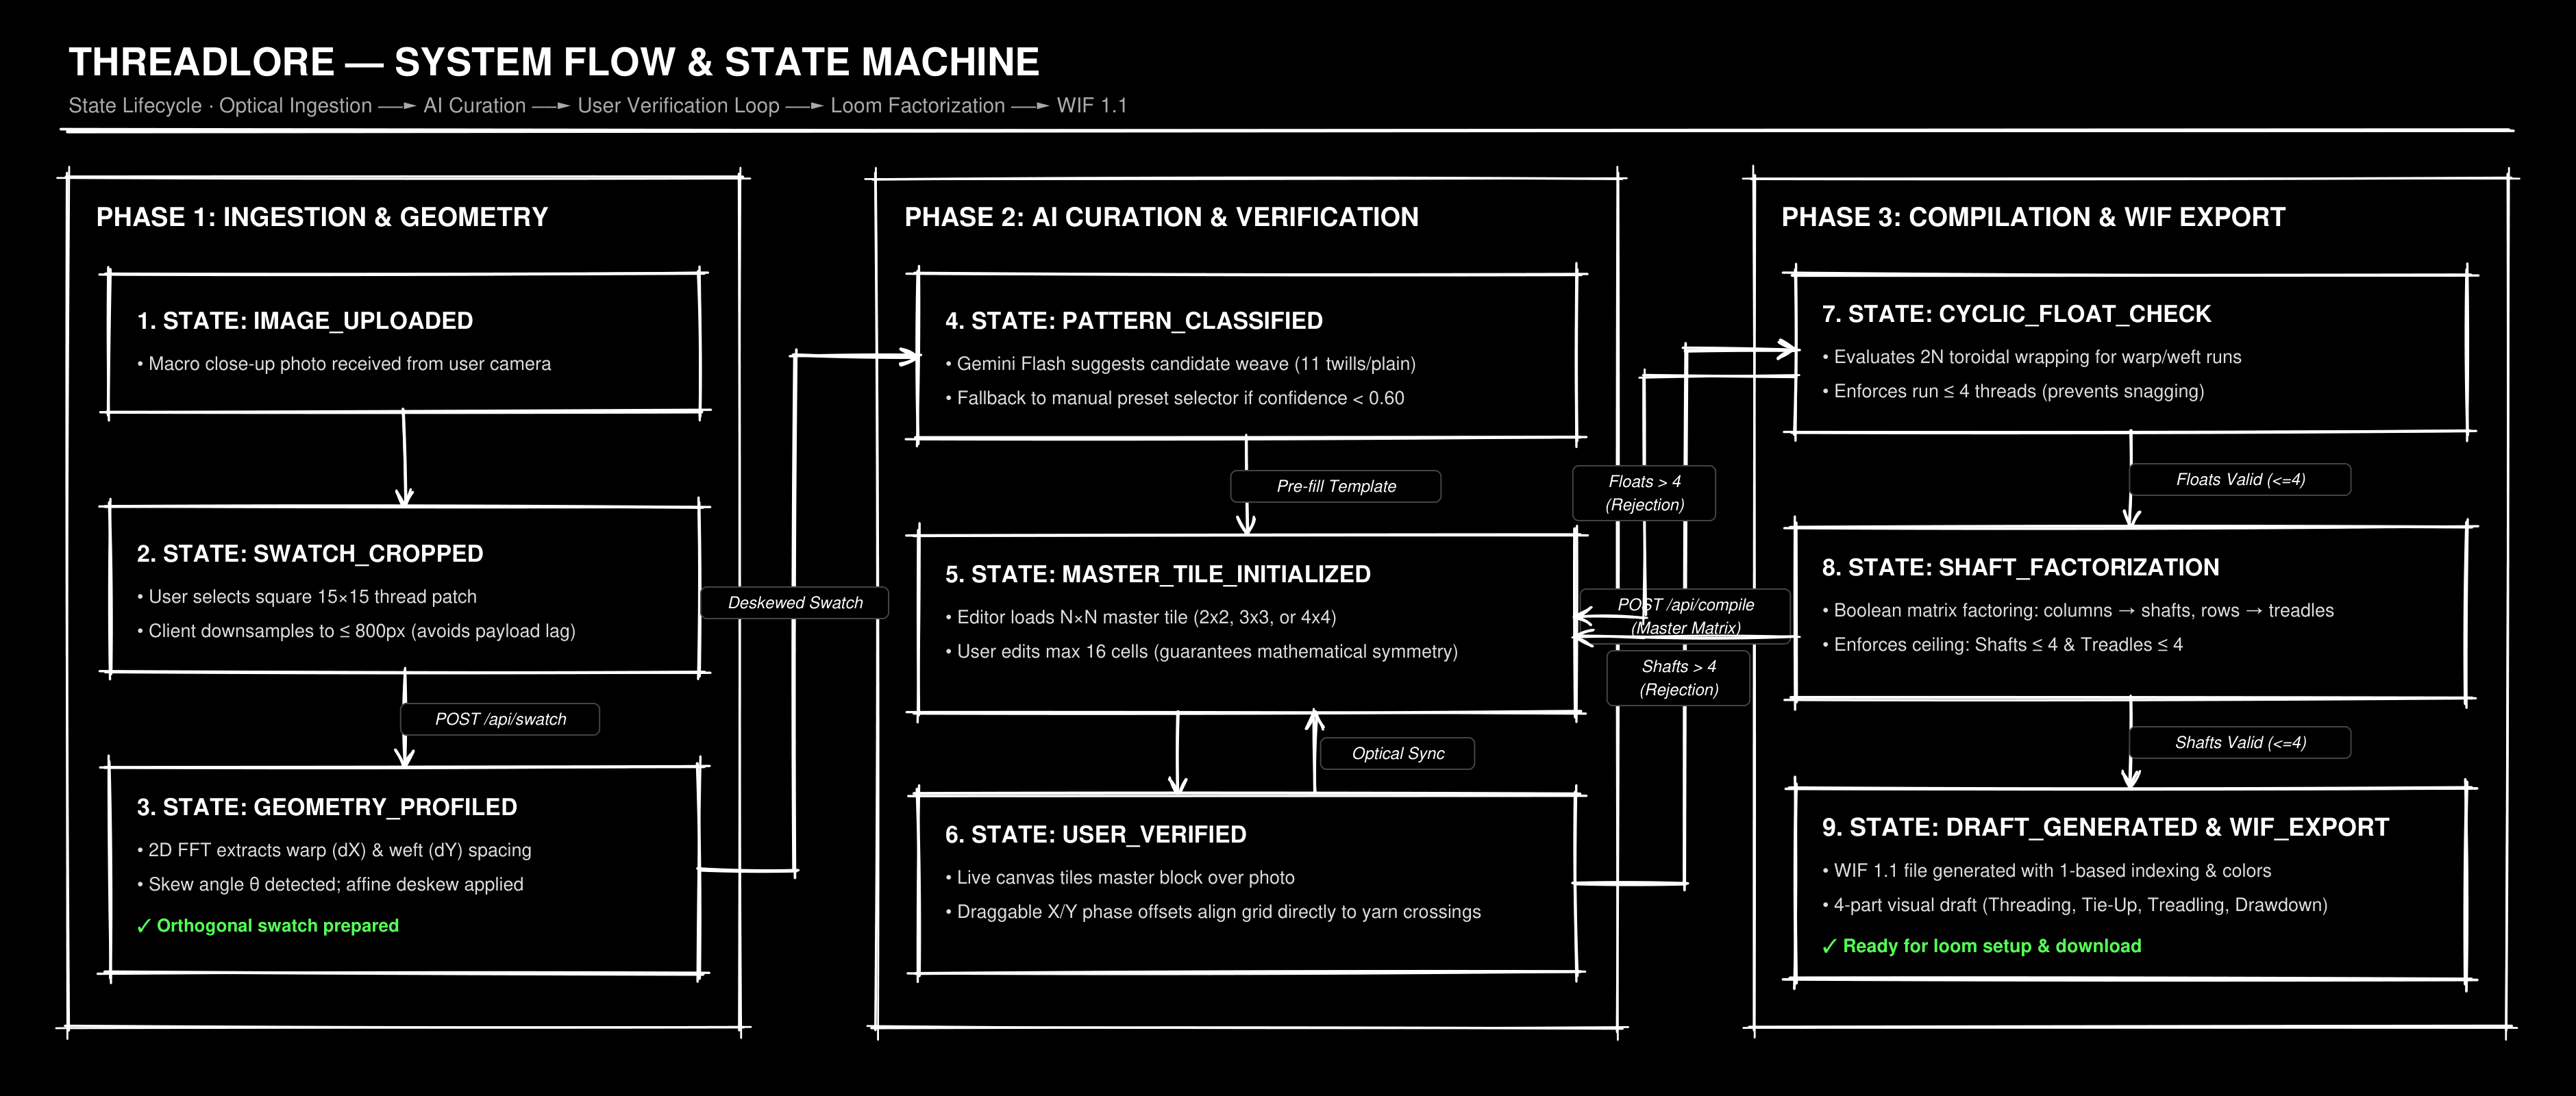 THREADLORE — SYSTEM FLOW & STATE MACHINE
State Lifecycle · Optical Ingestion ──► AI Curation ──► User Verification Loop ──► Loom Factorization ──► WIF 1.1
PHASE 1: INGESTION & GEOMETRY
1. STATE: IMAGE_UPLOADED
• Macro close-up photo received from user camera
2. STATE: SWATCH_CROPPED
• User selects square 15×15 thread patch
• Client downsamples to ≤ 800px (avoids payload lag)
POST /api/swatch
3. STATE: GEOMETRY_PROFILED
• 2D FFT extracts warp (dX) & weft (dY) spacing
• Skew angle θ detected; affine deskew applied
✓ Orthogonal swatch prepared
Deskewed Swatch
PHASE 2: AI CURATION & VERIFICATION
4. STATE: PATTERN_CLASSIFIED
• Gemini Flash suggests candidate weave (11 twills/plain)
• Fallback to manual preset selector if confidence < 0.60
Pre-fill Template
5. STATE: MASTER_TILE_INITIALIZED
• Editor loads N×N master tile (2x2, 3x3, or 4x4)
• User edits max 16 cells (guarantees mathematical symmetry)
Optical Sync
6. STATE: USER_VERIFIED
• Live canvas tiles master block over photo
• Draggable X/Y phase offsets align grid directly to yarn crossings
Floats > 4
(Rejection)
POST /api/compile
(Master Matrix)
Shafts > 4
(Rejection)
PHASE 3: COMPILATION & WIF EXPORT
7. STATE: CYCLIC_FLOAT_CHECK
• Evaluates 2N toroidal wrapping for warp/weft runs
• Enforces run ≤ 4 threads (prevents snagging)
Floats Valid (<=4)
8. STATE: SHAFT_FACTORIZATION
• Boolean matrix factoring: columns → shafts, rows → treadles
• Enforces ceiling: Shafts ≤ 4 & Treadles ≤ 4
Shafts Valid (<=4)
9. STATE: DRAFT_GENERATED & WIF_EXPORT
• WIF 1.1 file generated with 1-based indexing & colors
• 4-part visual draft (Threading, Tie-Up, Treadling, Drawdown)
✓ Ready for loom setup & download